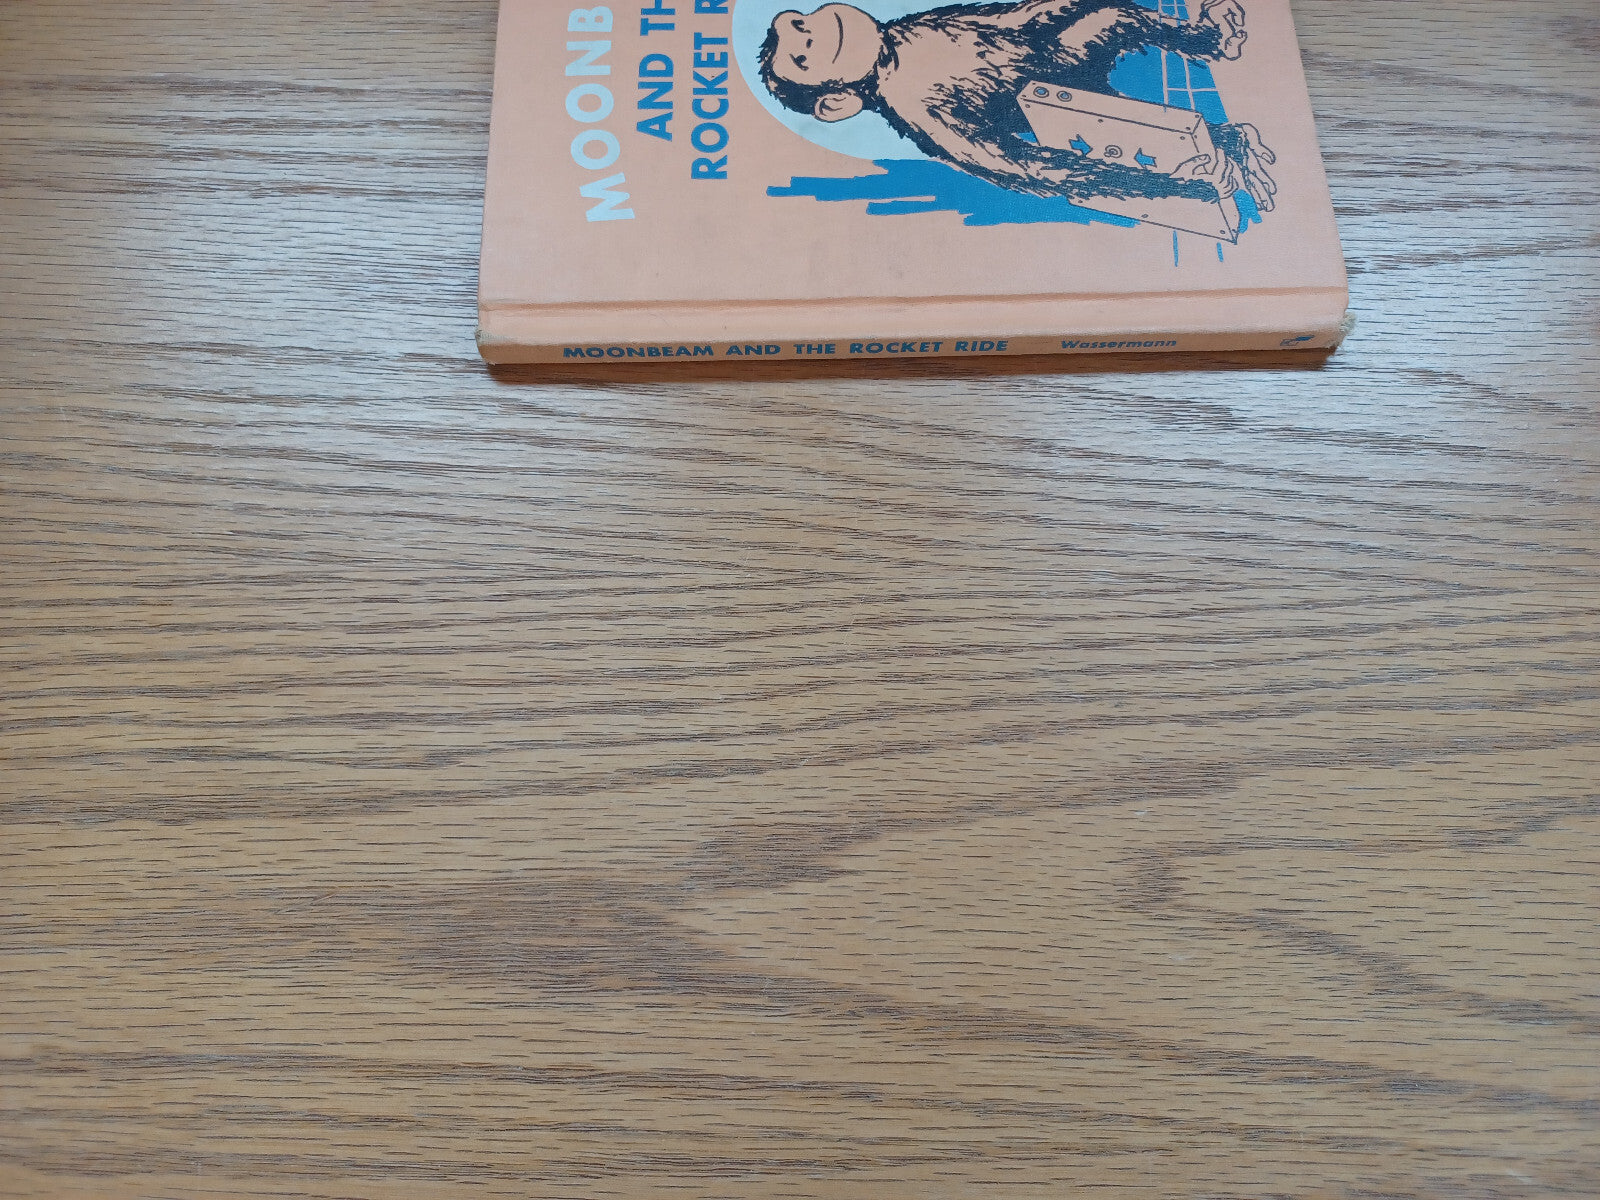 MOONB
AND TH
ROCKET R
MOONBEAM AND THE ROCKET RIDE Wassermann